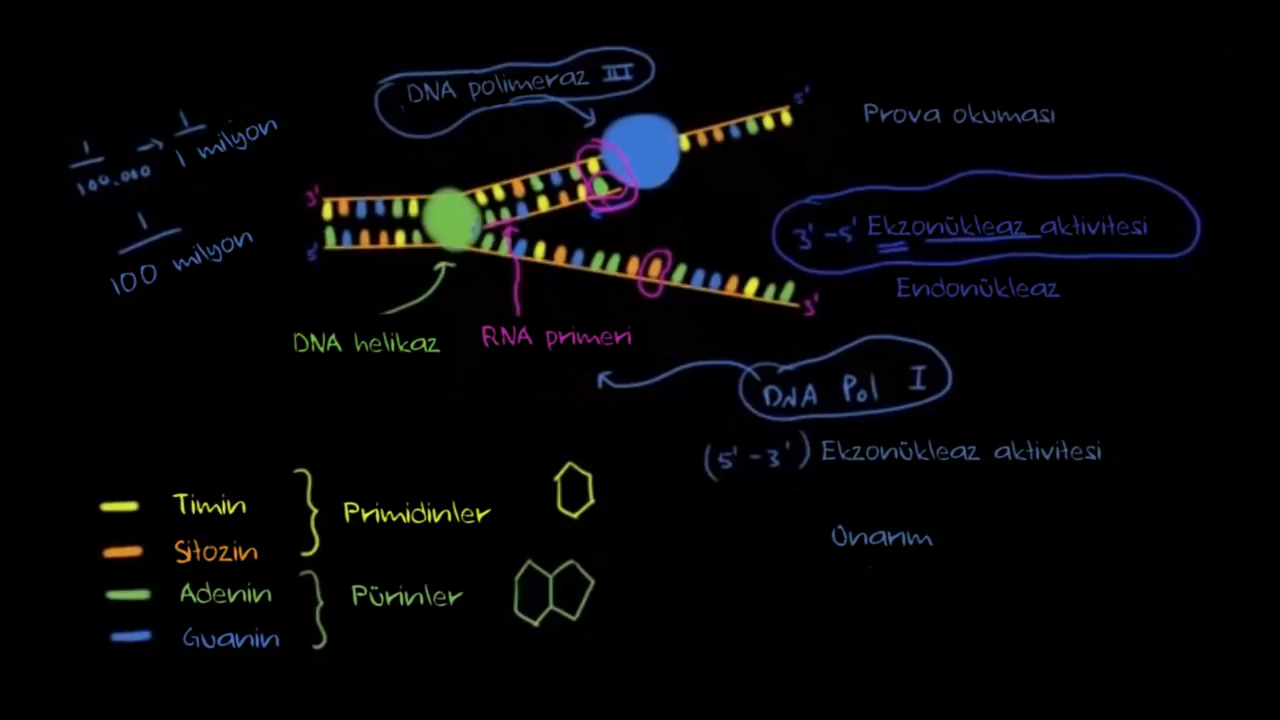 DNA polimeraz III
5'
Prova okuması
1
100.000
→
1
1 milyon
3'
5'
1
100 milyon
3'-5' Ekzonükleaz aktivitesi
Endonükleaz
3'
DNA helikaz
RNA primeri
DNA Pol I
(5'-3') Ekzonükleaz aktivitesi
Timin
Primidinler
Sitozin
Onarım
Adenin
Pürinler
Guanin